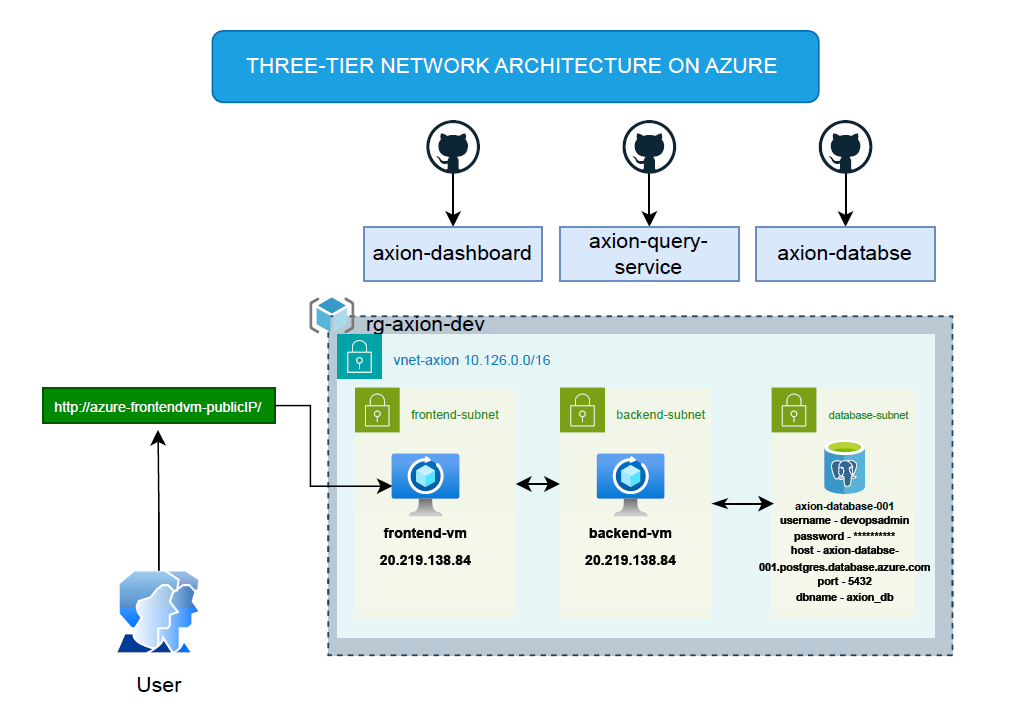 THREE-TIER NETWORK ARCHITECTURE ON AZURE
axion-dashboard
axion-query-
service
axion-databse
rg-axion-dev
vnet-axion 10.126.0.0/16
http://azure-frontendvm-publicIP/
frontend-subnet
backend-subnet
database-subnet
frontend-vm
20.219.138.84
backend-vm
20.219.138.84
axion-database-001
username - devopsadmin
password - **********
host - axion-databse-
001.postgres.database.azure.com
port - 5432
dbname - axion_db
User